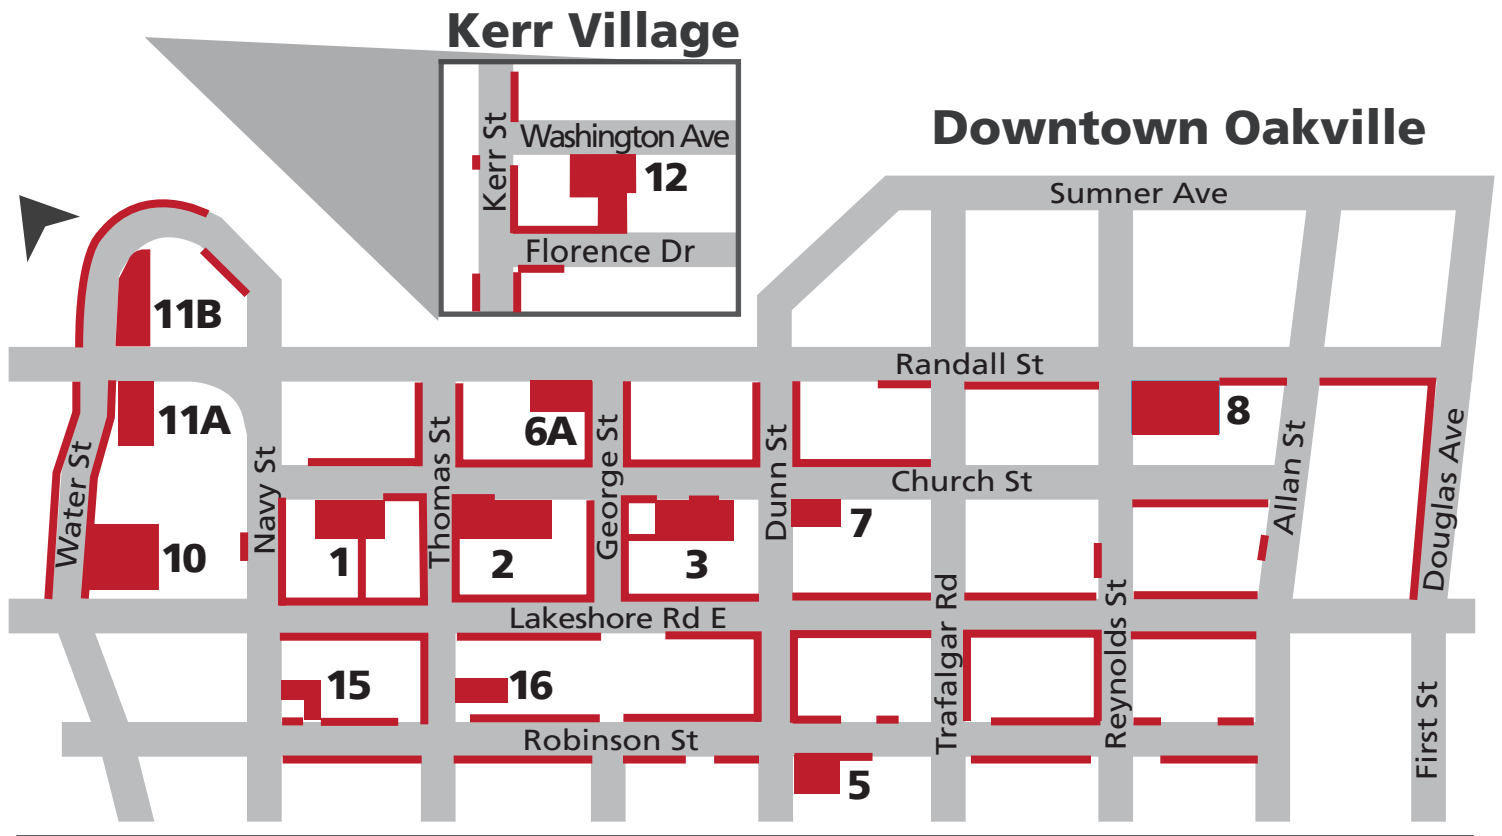 Kerr Village
Kerr St
Washington Ave
12
Florence Dr
Downtown Oakville
Sumner Ave
11B
Randall St
11A
6A
8
Water St
Navy St
Thomas St
George St
Dunn St
Church St
Allan St
Douglas Ave
10
1
2
3
7
Lakeshore Rd E
Trafalgar Rd
Reynolds St
15
16
Robinson St
5
First St